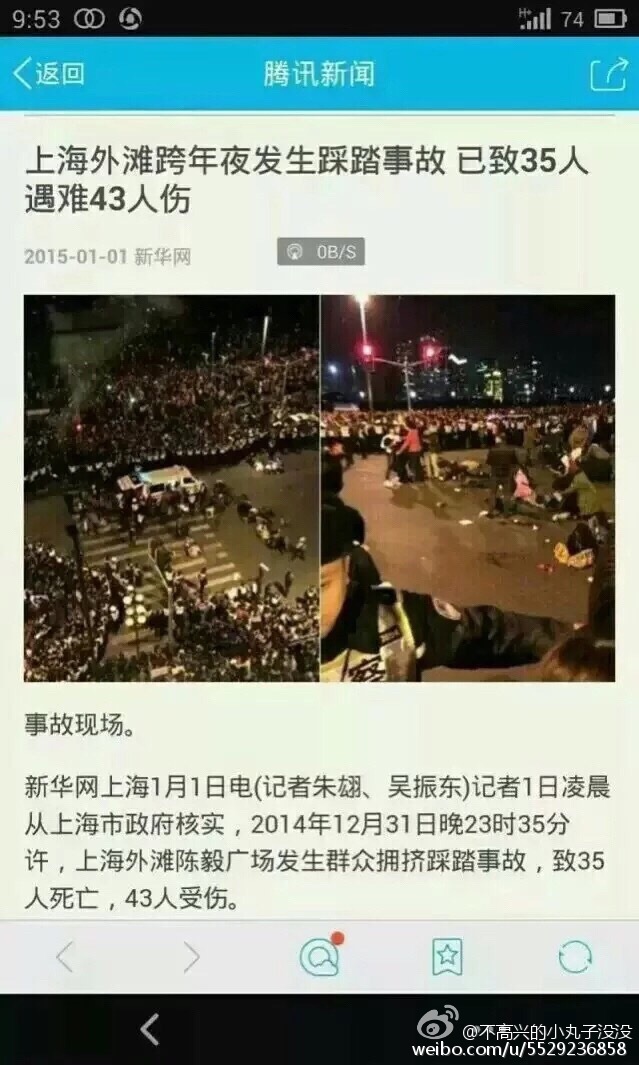 9:53
H+
74
返回
腾讯新闻
上海外滩跨年夜发生踩踏事故 已致35人
遇难43人伤
2015-01-01 新华网
0B/S
事故现场。
新华网上海1月1日电(记者朱翃、吴振东)记者1日凌晨
从上海市政府核实，2014年12月31日晚23时35分
许，上海外滩陈毅广场发生群众拥挤踩踏事故，致35
人死亡，43人受伤。
@不高兴的小丸子没没
weibo.com/u/5529236858